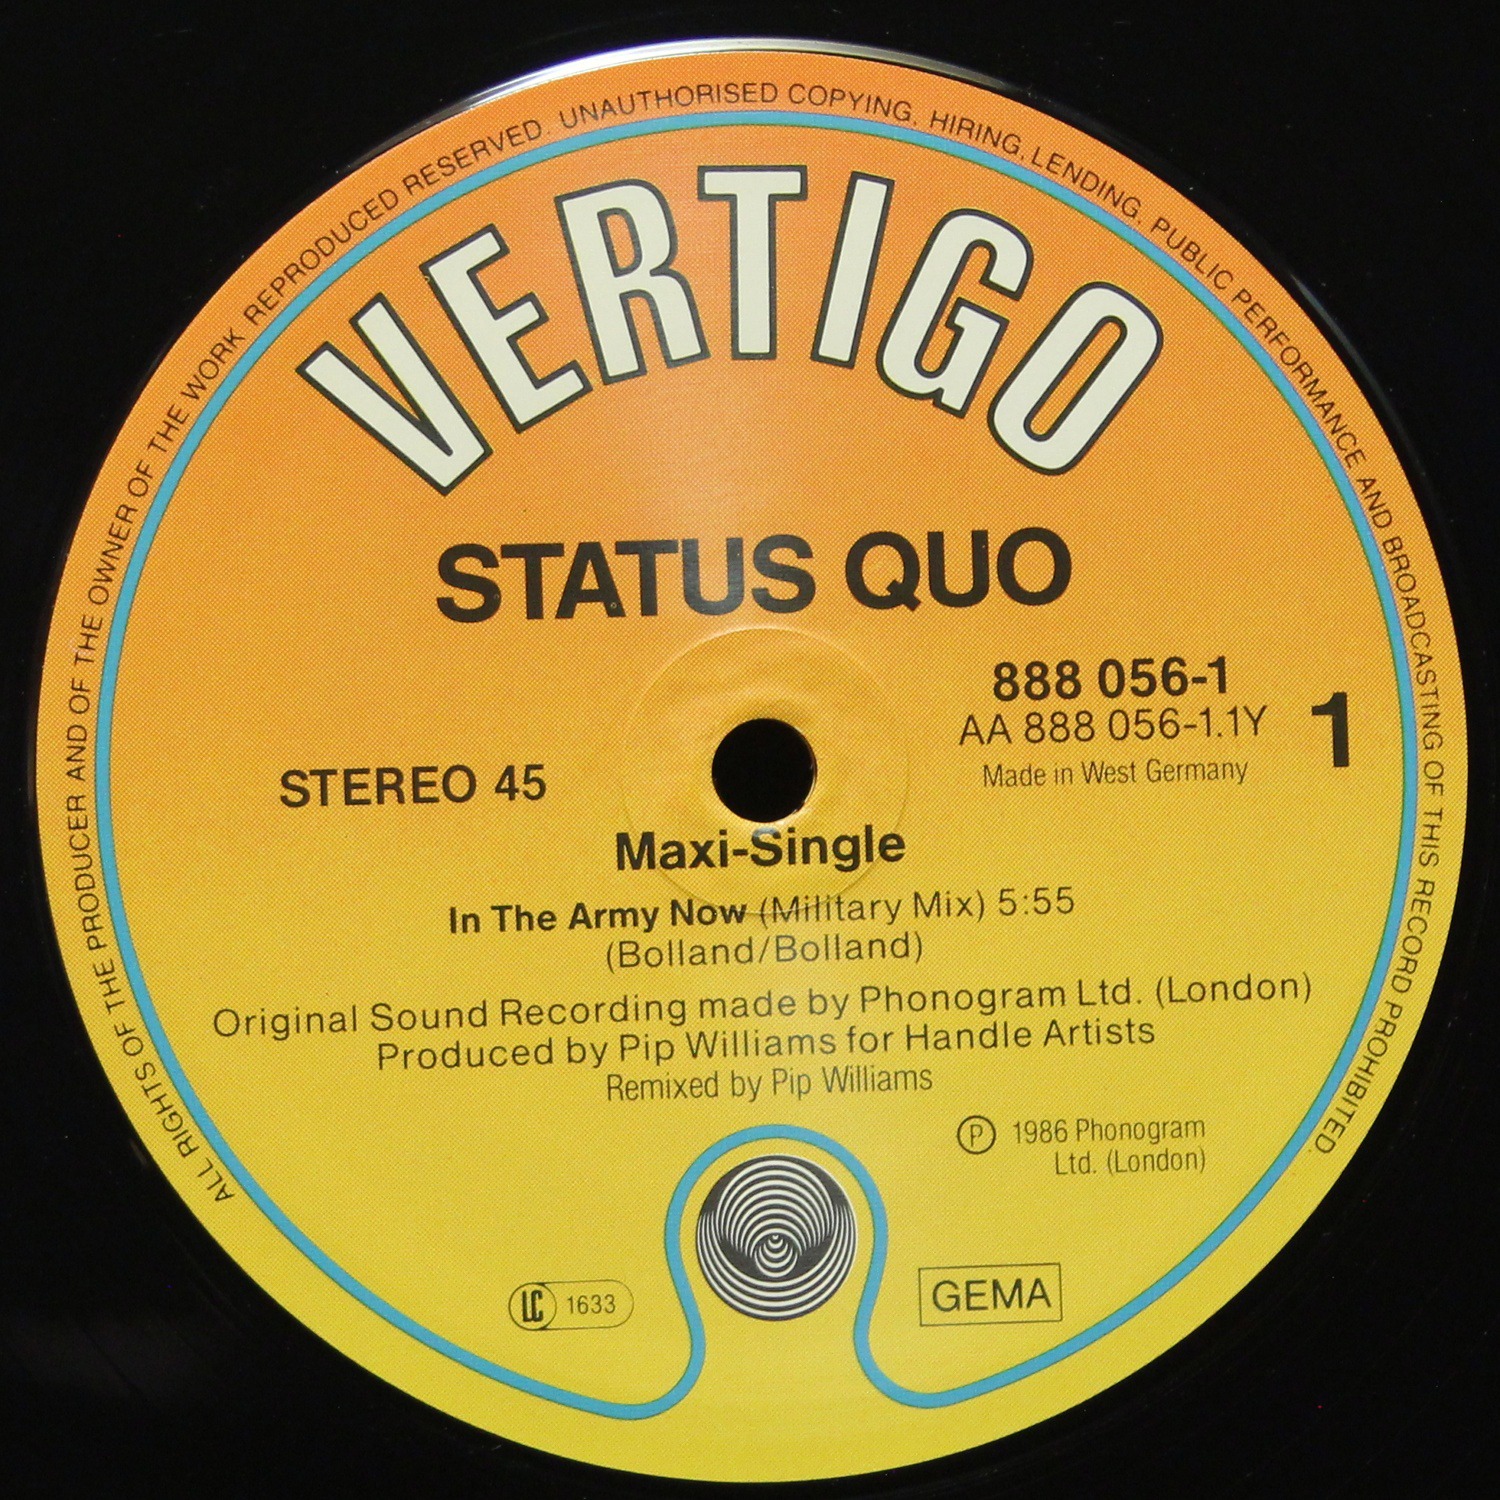 ALL RIGHTS OF THE PRODUCER AND OF THE OWNER OF THE WORK REPRODUCED RESERVED. UNAUTHORISED COPYING. HIRING. LENDING. PUBLIC PERFORMANCE AND BROADCASTING OF THIS RECORD PROHIBITED.
VERTIGO
STATUS QUO
888 056-1
AA 888 056-1.1Y
1
Made in West Germany
STEREO 45
Maxi-Single
In The Army Now (Military Mix) 5:55
(Bolland/Bolland)
Original Sound Recording made by Phonogram Ltd. (London)
Produced by Pip Williams for Handle Artists
Remixed by Pip Williams
℗ 1986 Phonogram
Ltd. (London)
LC 1633
GEMA